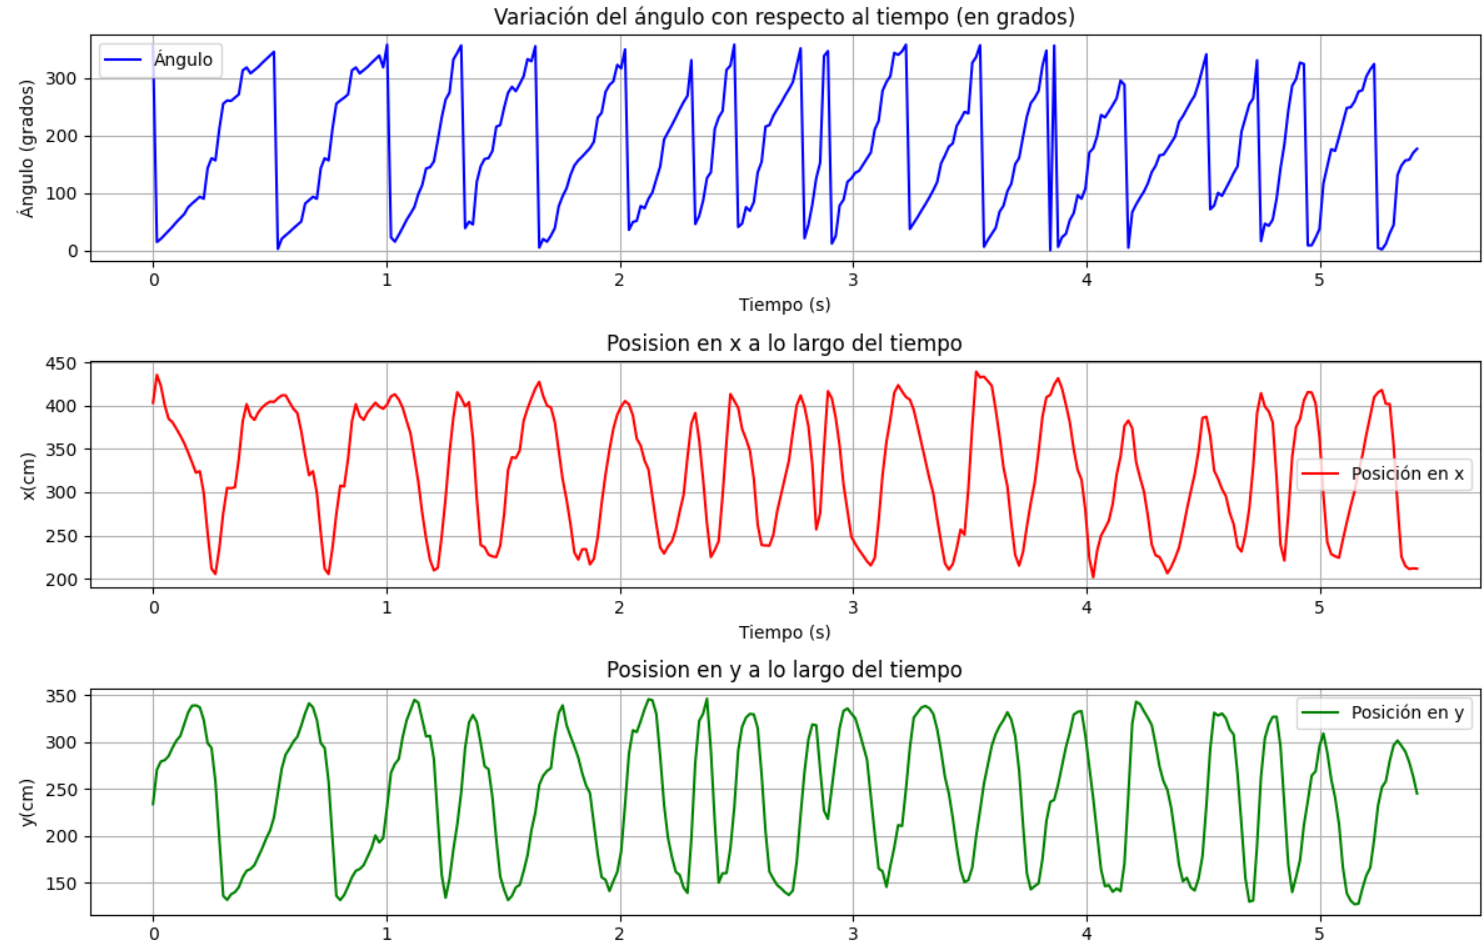 Variación del ángulo con respecto al tiempo (en grados)
Ángulo
Ángulo (grados)
300
200
100
0
0 1 2 3 4 5
Tiempo (s)
Posision en x a lo largo del tiempo
x(cm)
450
400
350
300
250
200
Posición en x
0 1 2 3 4 5
Tiempo (s)
Posision en y a lo largo del tiempo
y(cm)
350
300
250
200
150
Posición en y
0 1 2 3 4 5